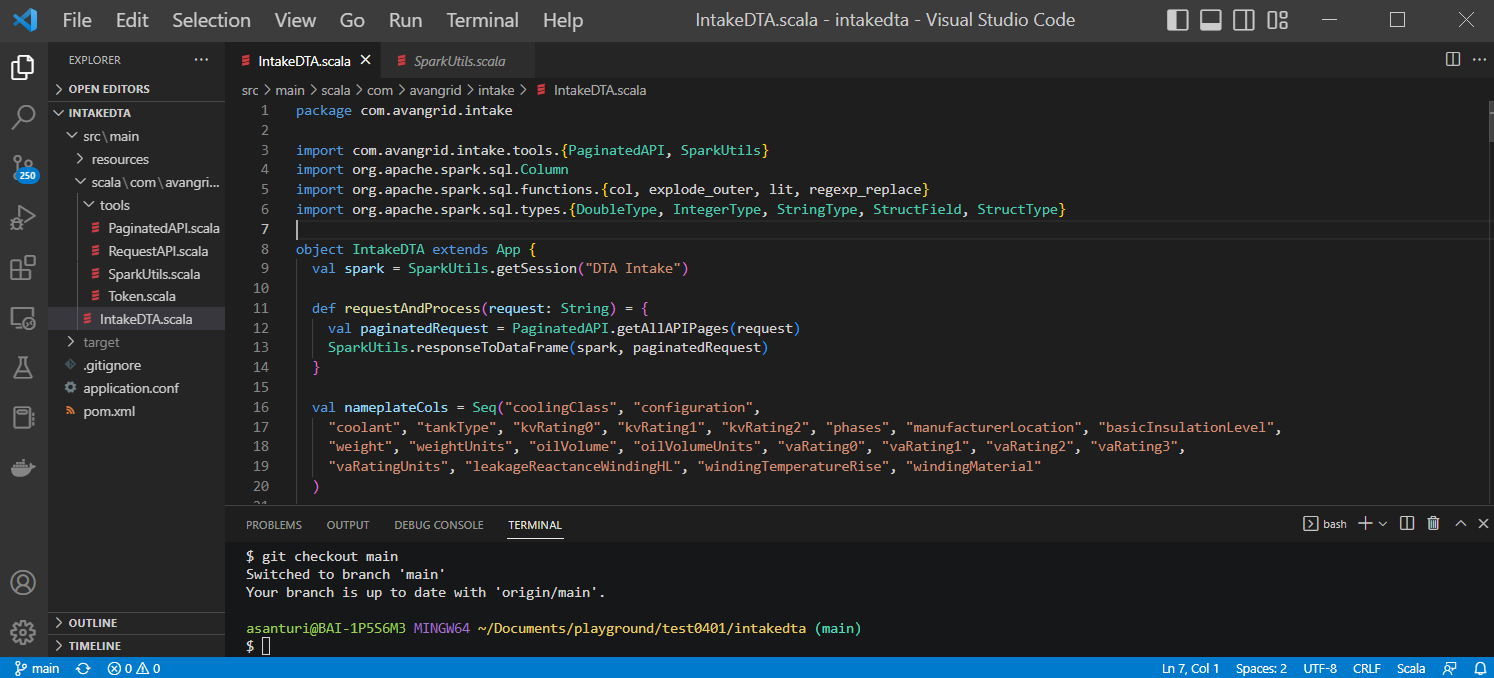 File Edit Selection View Go Run Terminal Help IntakeDTA.scala - intakedta - Visual Studio Code
EXPLORER
OPEN EDITORS
INTAKEDTA
src\main
resources
scala\com\avangri...
tools
PaginatedAPI.scala
RequestAPI.scala
SparkUtils.scala
Token.scala
IntakeDTA.scala
target
.gitignore
application.conf
pom.xml
OUTLINE
TIMELINE
250
IntakeDTA.scala SparkUtils.scala
src > main > scala > com > avangrid > intake > IntakeDTA.scala
1 package com.avangrid.intake
2
3 import com.avangrid.intake.tools.{PaginatedAPI, SparkUtils}
4 import org.apache.spark.sql.Column
5 import org.apache.spark.sql.functions.{col, explode_outer, lit, regexp_replace}
6 import org.apache.spark.sql.types.{DoubleType, IntegerType, StringType, StructField, StructType}
7
8 object IntakeDTA extends App {
9 val spark = SparkUtils.getSession("DTA Intake")
10
11 def requestAndProcess(request: String) = {
12 val paginatedRequest = PaginatedAPI.getAllAPIPages(request)
13 SparkUtils.responseToDataFrame(spark, paginatedRequest)
14 }
15
16 val nameplateCols = Seq("coolingClass", "configuration",
17 "coolant", "tankType", "kvRating0", "kvRating1", "kvRating2", "phases", "manufacturerLocation", "basicInsulationLevel",
18 "weight", "weightUnits", "oilVolume", "oilVolumeUnits", "vaRating0", "vaRating1", "vaRating2", "vaRating3",
19 "vaRatingUnits", "leakageReactanceWindingHL", "windingTemperatureRise", "windingMaterial"
20 )
21
PROBLEMS OUTPUT DEBUG CONSOLE TERMINAL bash
$ git checkout main
Switched to branch 'main'
Your branch is up to date with 'origin/main'.
asanturi@BAI-1P5S6M3 MINGW64 ~/Documents/playground/test0401/intakedta (main)
$
main 0 0 Ln 7, Col 1 Spaces: 2 UTF-8 CRLF Scala